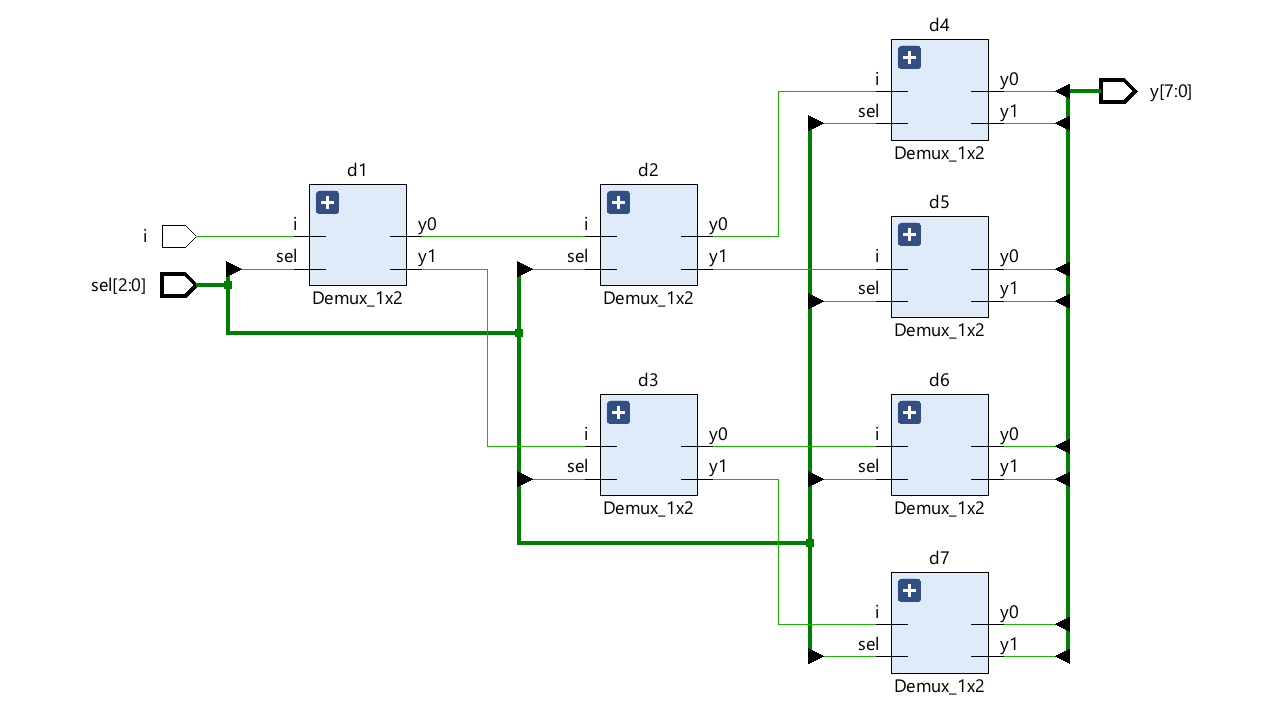 d4
i
y0
sel
y1
Demux_1x2
y[7:0]
d1
i
y0
sel
y1
Demux_1x2
d2
i
y0
sel
y1
Demux_1x2
i
sel[2:0]
d5
y0
i
y1
sel
Demux_1x2
d3
i
y0
sel
y1
Demux_1x2
d6
i
y0
sel
y1
Demux_1x2
d7
i
y0
sel
y1
Demux_1x2